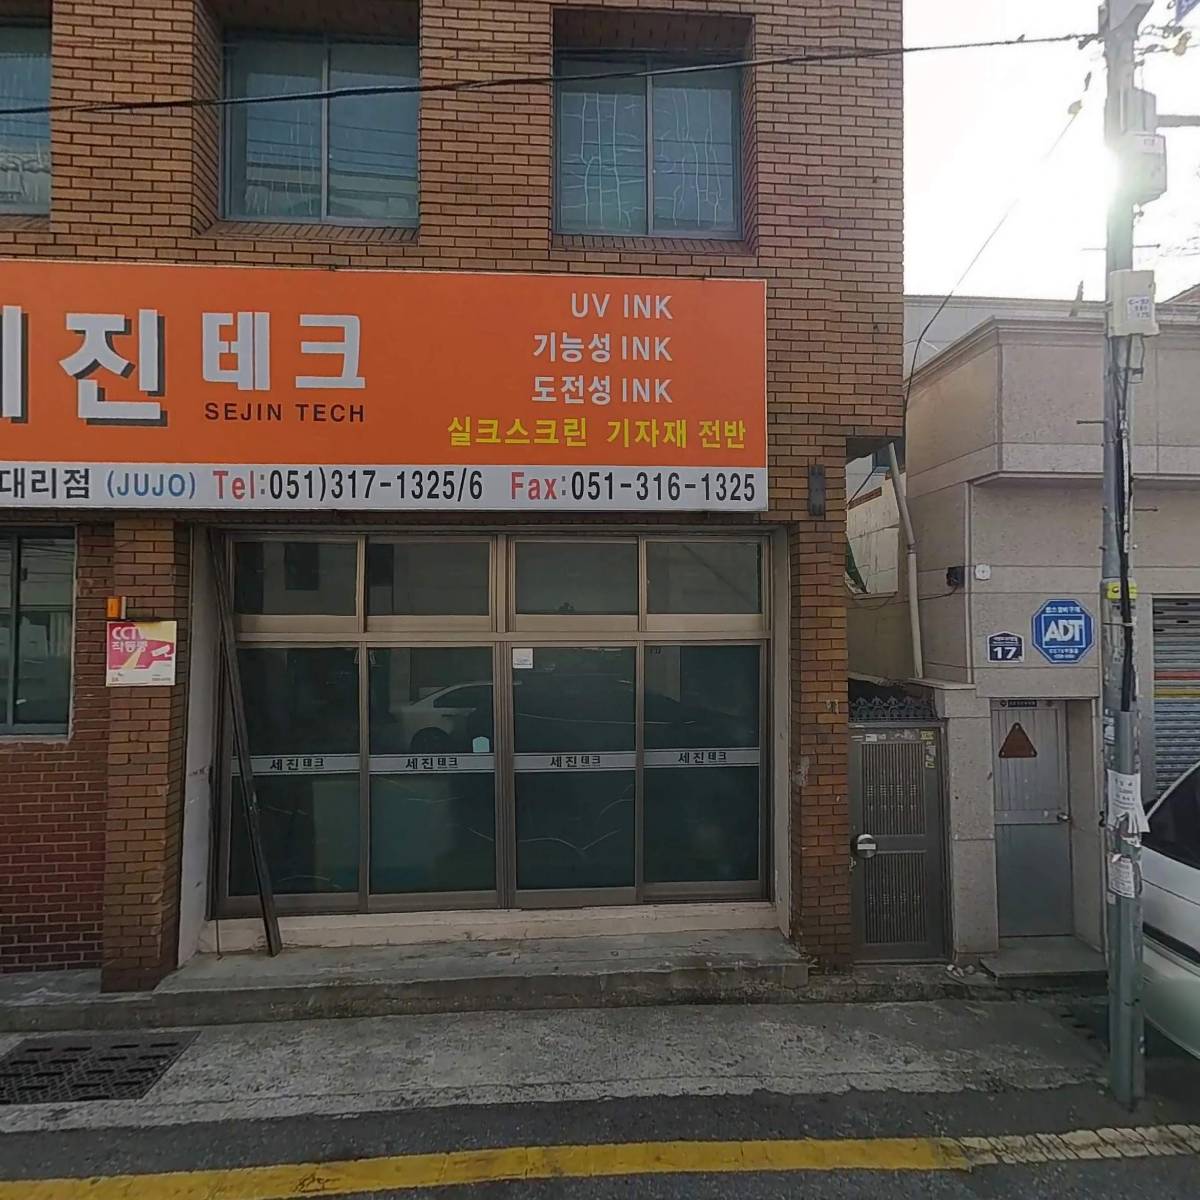 세진테크
SEJIN TECH
UV INK
기능성 INK
도전성 INK
실크스크린 기자재 전반
대리점 (JUJO) Tel:051)317-1325/6 Fax:051-316-1325
CCTV
작동중
세진테크
세진테크
세진테크
세진테크
17
ADT